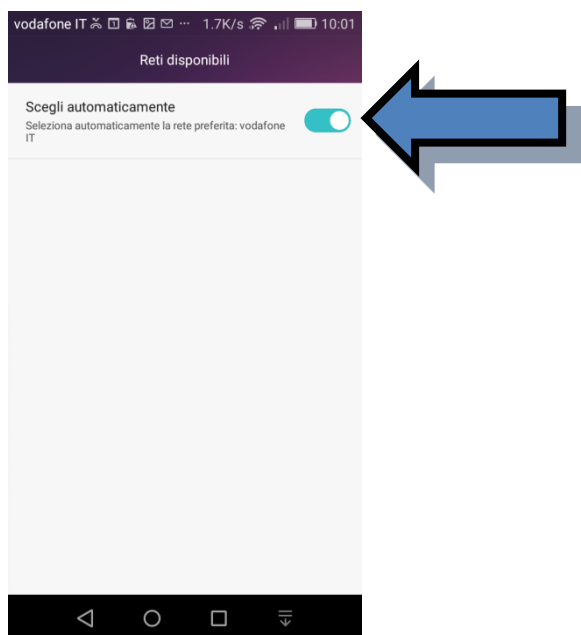 vodafone IT ... 1.7K/s 10:01
Reti disponibili
Scegli automaticamente
Seleziona automaticamente la rete preferita: vodafone
IT